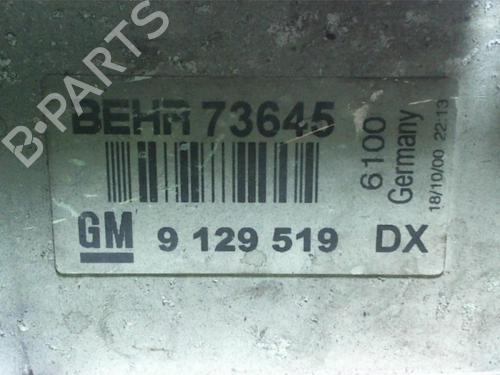 BEHR 73645
GM 9 129 519 DX
6100
Germany
18/10/00 22:13
B-PARTS